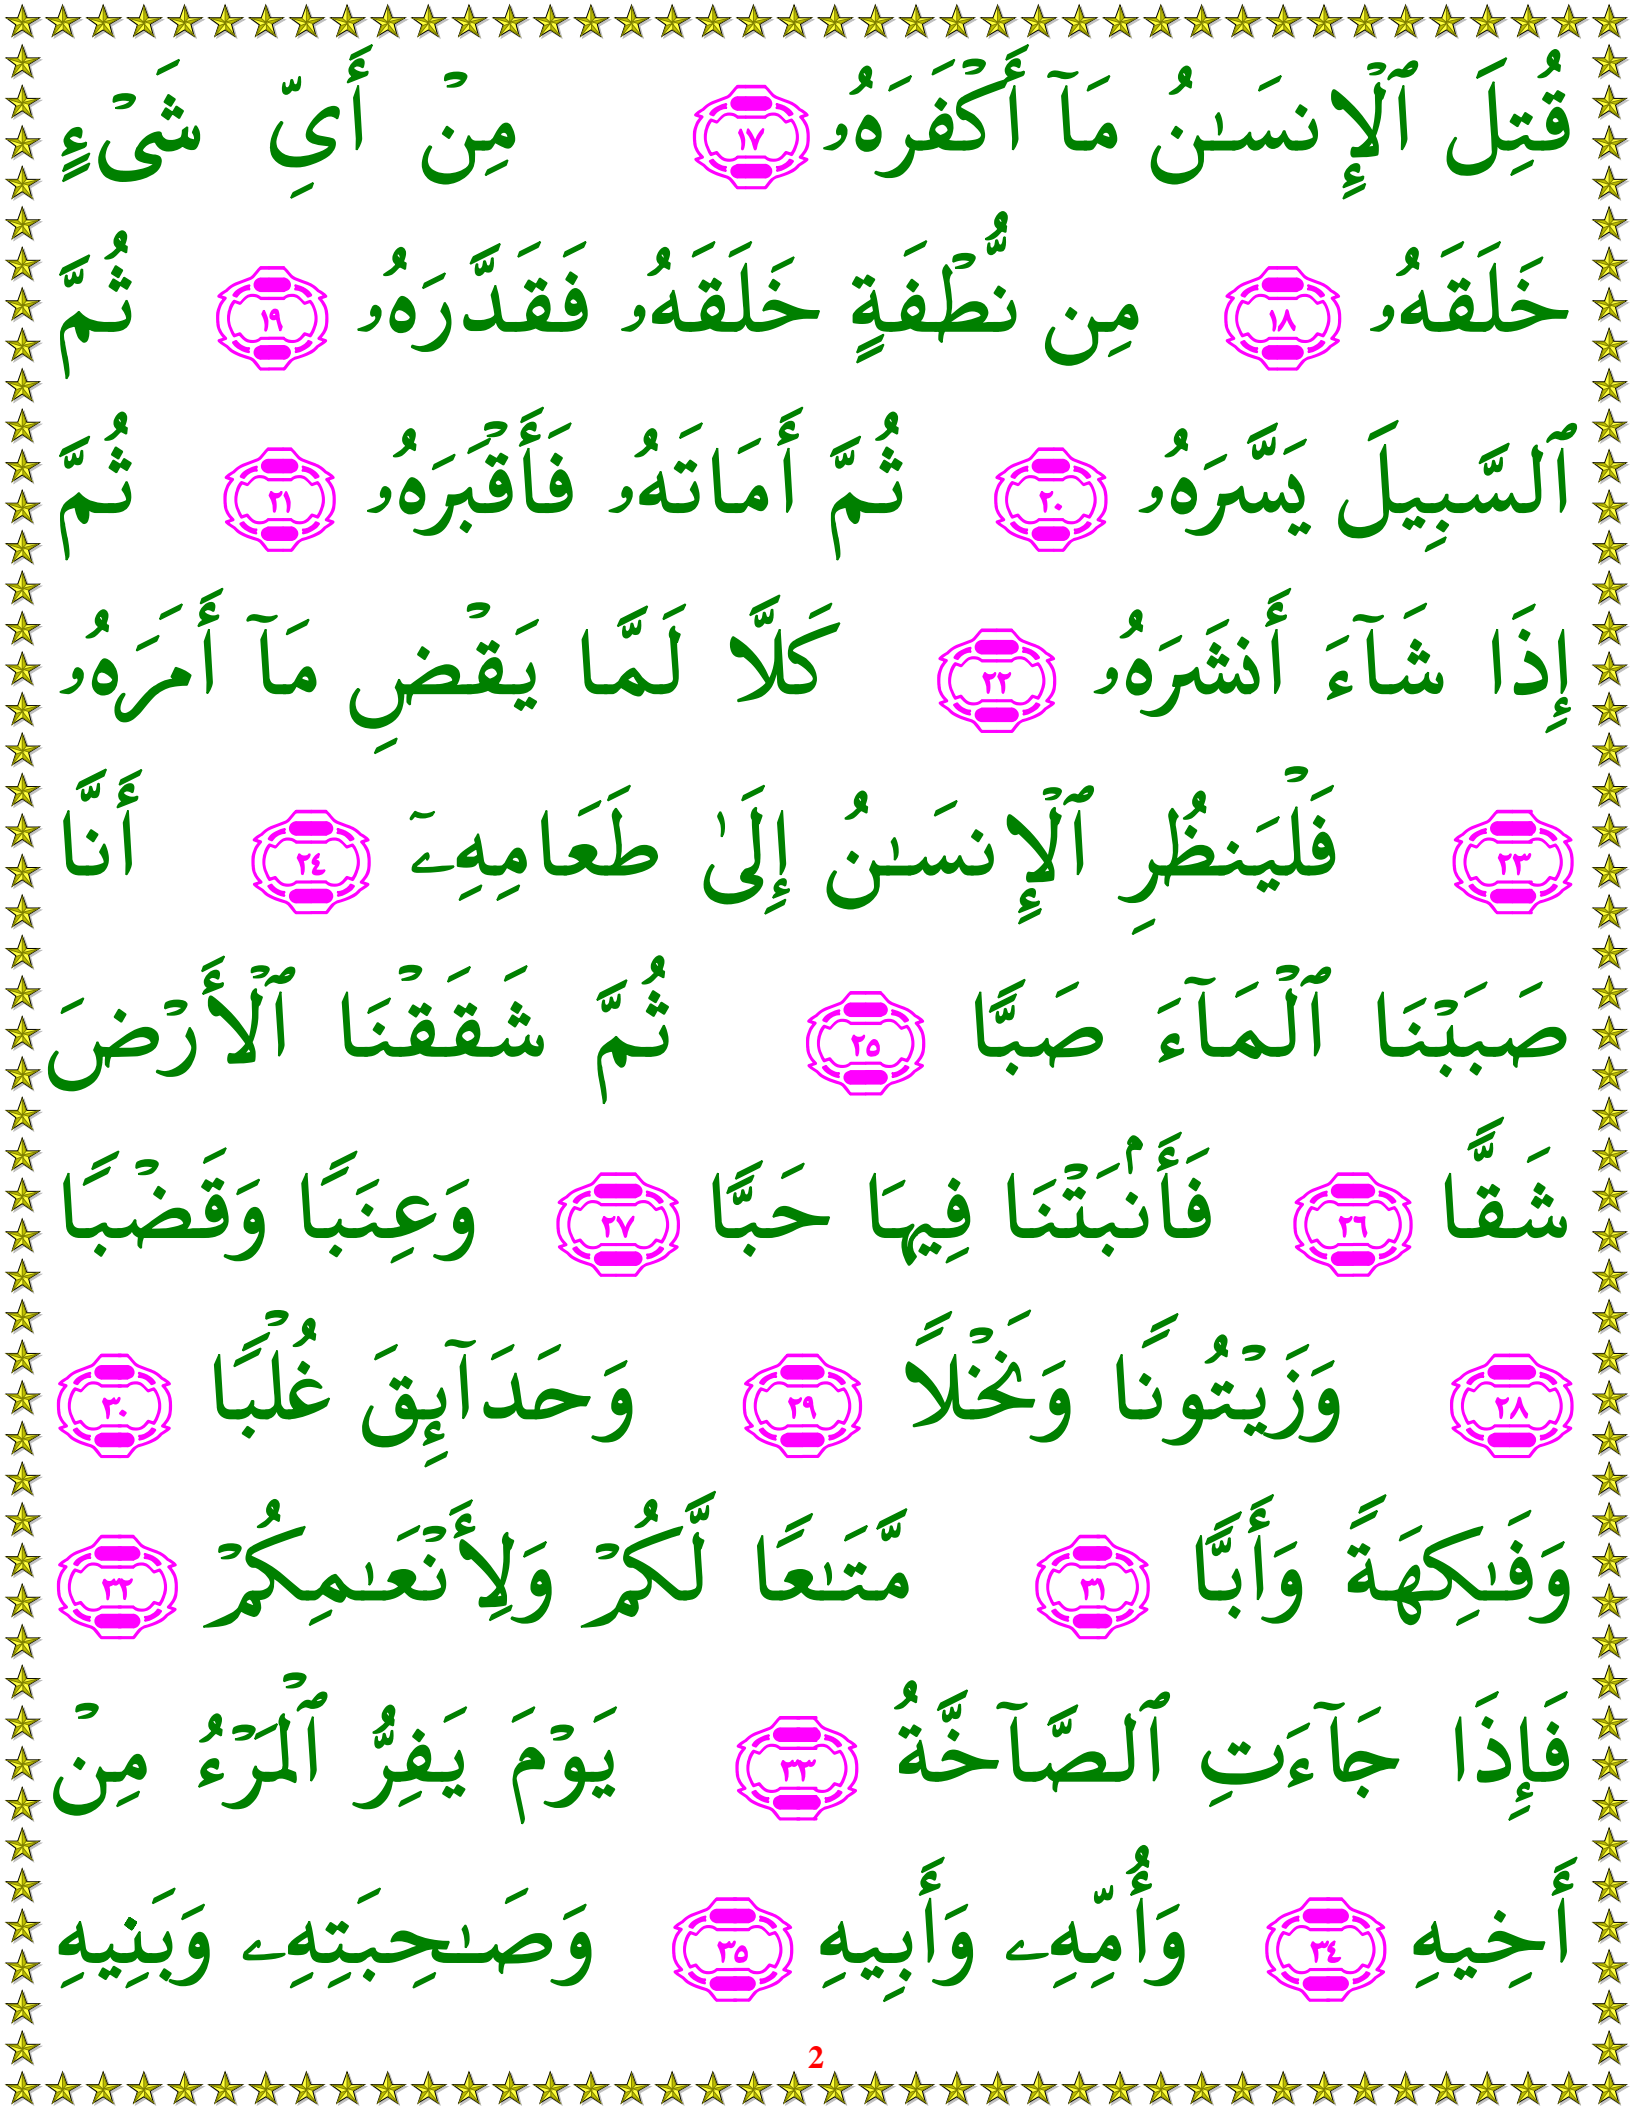 قُتِلَ ٱلْإِنسَـٰنُ مَآ أَكْفَرَهُۥ ١٧ مِنْ أَىِّ شَىْءٍ
خَلَقَهُۥ ١٨ مِن نُّطْفَةٍ خَلَقَهُۥ فَقَدَّرَهُۥ ١٩ ثُمَّ
ٱلسَّبِيلَ يَسَّرَهُۥ ٢٠ ثُمَّ أَمَاتَهُۥ فَأَقْبَرَهُۥ ٢١ ثُمَّ
إِذَا شَآءَ أَنشَرَهُۥ ٢٢ كَلَّا لَمَّا يَقْضِ مَآ أَمَرَهُۥ
٢٣ فَلْيَنظُرِ ٱلْإِنسَـٰنُ إِلَىٰ طَعَامِهِۦٓ ٢٤ أَنَّا
صَبَبْنَا ٱلْمَآءَ صَبًّا ٢٥ ثُمَّ شَقَقْنَا ٱلْأَرْضَ
شَقًّا ٢٦ فَأَنۢبَتْنَا فِيهَا حَبًّا ٢٧ وَعِنَبًا وَقَضْبًا
٢٨ وَزَيْتُونًا وَنَخْلًا ٢٩ وَحَدَآئِقَ غُلْبًا ٣٠
وَفَـٰكِهَةً وَأَبًّا ٣١ مَّتَـٰعًا لَّكُمْ وَلِأَنْعَـٰمِكُمْ ٣٢
فَإِذَا جَآءَتِ ٱلصَّآخَّةُ ٣٣ يَوْمَ يَفِرُّ ٱلْمَرْءُ مِنْ
أَخِيهِ ٣٤ وَأُمِّهِۦ وَأَبِيهِ ٣٥ وَصَـٰحِبَتِهِۦ وَبَنِيهِ
2